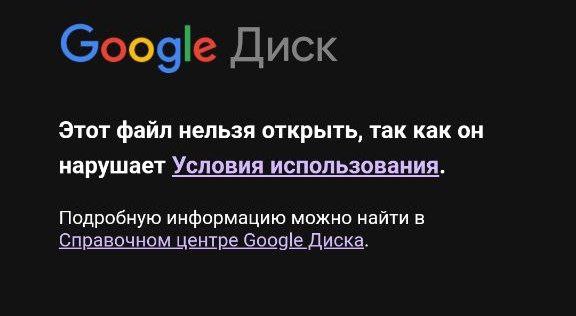 Google Диск
Этот файл нельзя открыть, так как он
нарушает Условия использования.
Подробную информацию можно найти в
Справочном центре Google Диска.